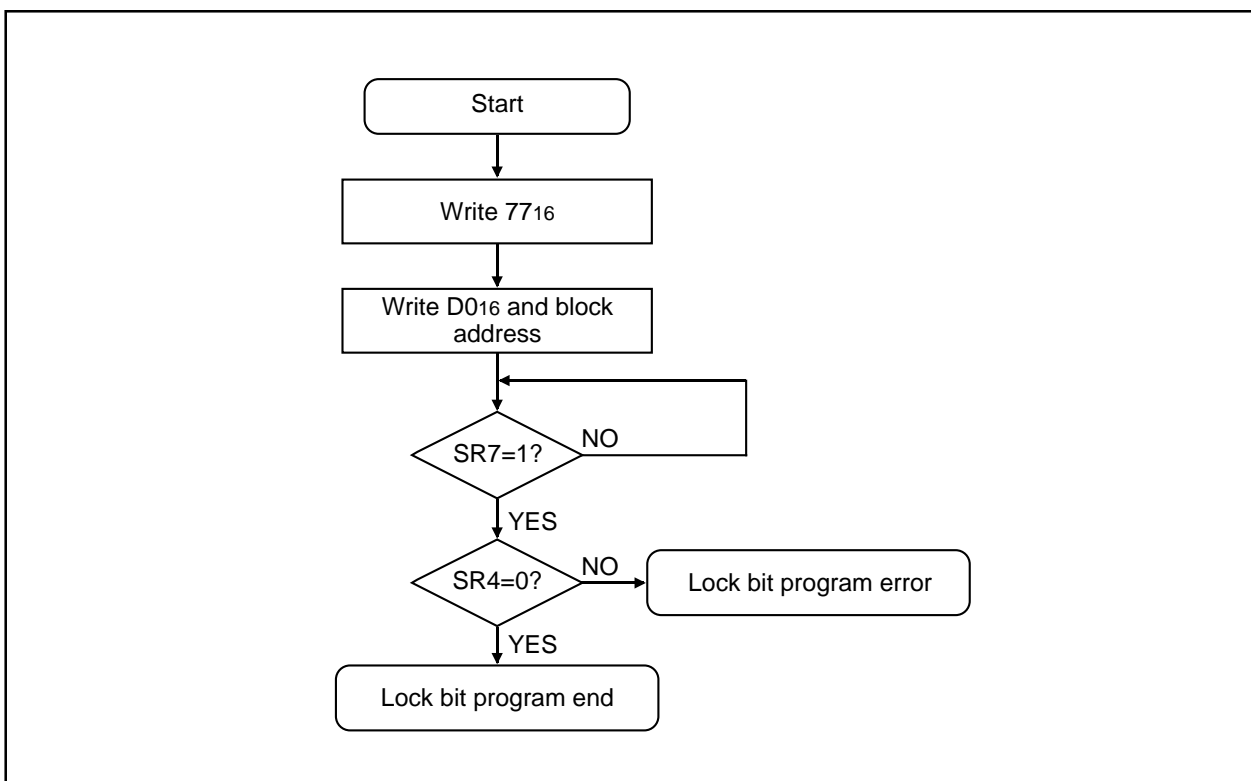 Start
Write 7716
Write D016 and block
address
NO
SR7=1?
YES
NO
SR4=0?
Lock bit program error
YES
Lock bit program end